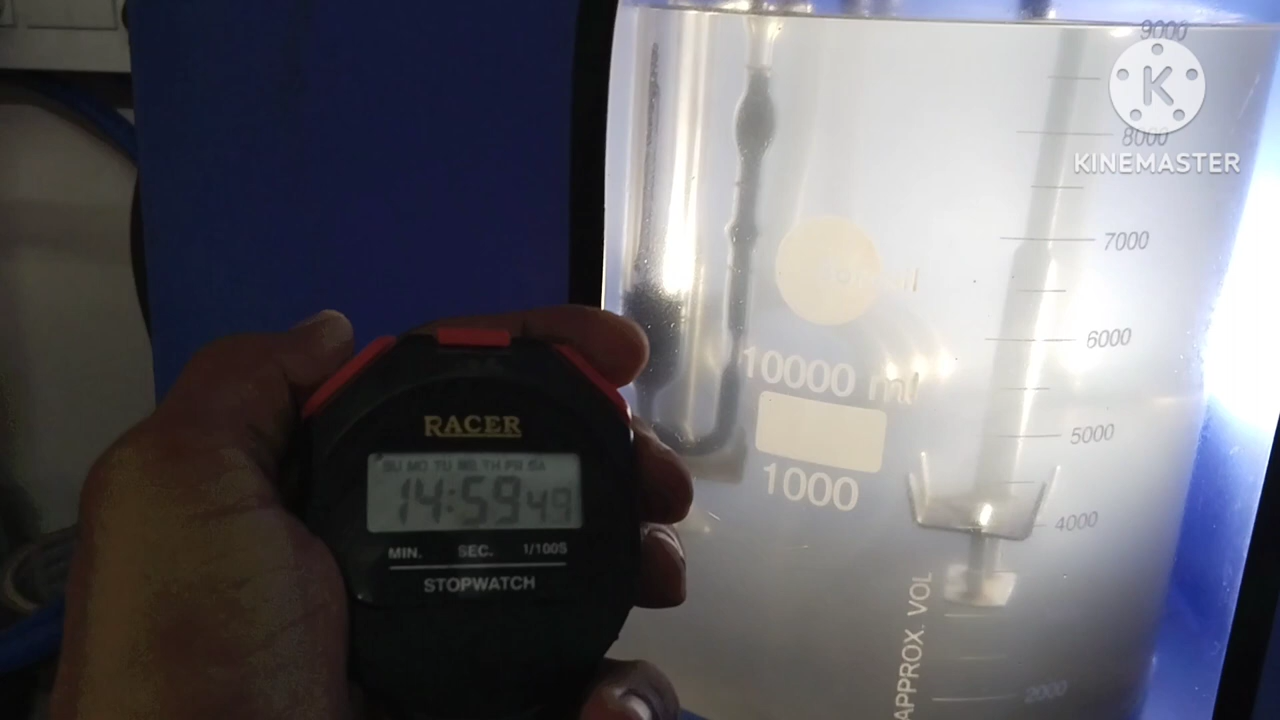 RACER
SU MO TU WE TH FR SA
14:59 49
MIN. SEC. 1/100S
STOPWATCH
9000
8000
7000
6000
5000
4000
2000
10000 ml
1000
APPROX. VOL
K
KINEMASTER